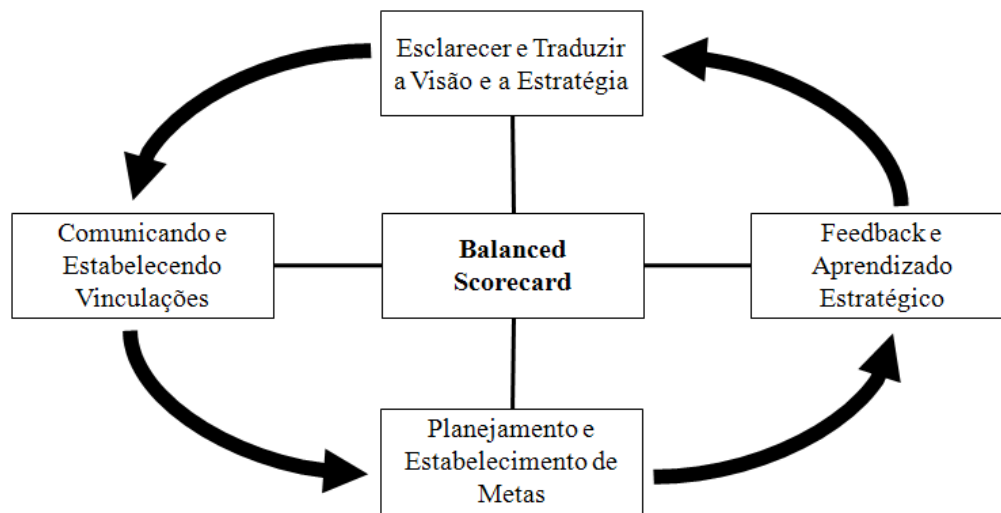 Esclarecer e Traduzir
a Visão e a Estratégia
Comunicando e
Estabelecendo
Vinculações
Balanced
Scorecard
Feedback e
Aprendizado
Estratégico
Planejamento e
Estabelecimento de
Metas